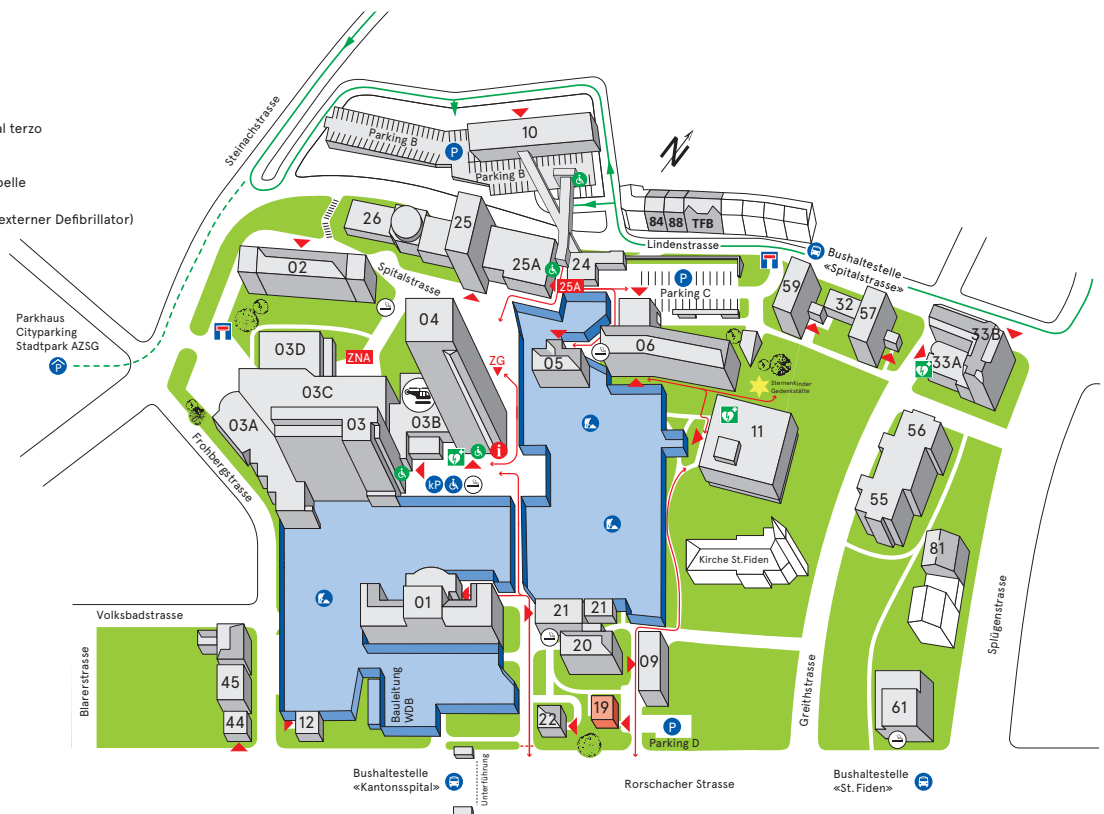 al terzo
pelle
externer Defibrillator)
Steinachstrasse
Parking B
P
10
Parking B
N
84
88
TFB
Lindenstrasse
Bushaltestelle
«Spitalstrasse»
26
25
25A
24
25A
P
Parking C
59
32
57
33B
33A
02
Spitalstrasse
04
Parkhaus
Cityparking
Stadtpark AZSG
P
03D
ZNA
ZG
05
06
Sternenkinder
Gedenkstätte
03C
03A
03
03B
i
kP
11
56
55
Frohbergstrasse
Kirche St.Fiden
81
Splügenstrasse
01
21
21
20
09
Volksbadstrasse
Blarerstrasse
45
44
12
Bauleitung
WDB
22
19
P
Parking D
Greithstrasse
61
Bushaltestelle
«Kantonsspital»
Unterführung
Rorschacher Strasse
Bushaltestelle
«St. Fiden»